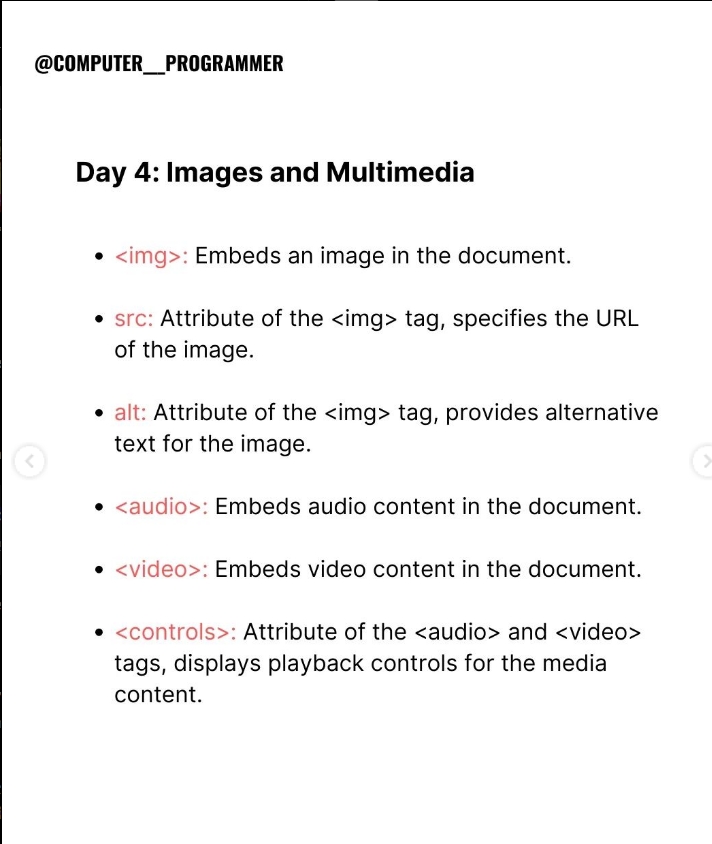 @COMPUTER__PROGRAMMER
Day 4: Images and Multimedia
• <img>: Embeds an image in the document.
• src: Attribute of the <img> tag, specifies the URL
of the image.
• alt: Attribute of the <img> tag, provides alternative
text for the image.
• <audio>: Embeds audio content in the document.
• <video>: Embeds video content in the document.
• <controls>: Attribute of the <audio> and <video>
tags, displays playback controls for the media
content.